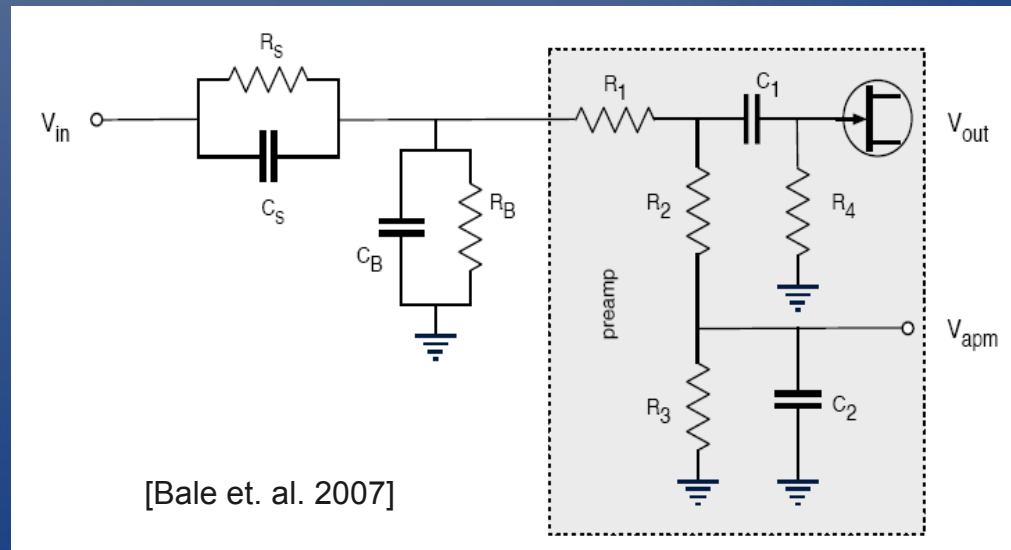 R_S
V_in
C_S
C_B
R_B
R_1
C_1
V_out
R_2
R_4
preamp
V_apm
R_3
C_2
[Bale et. al. 2007]